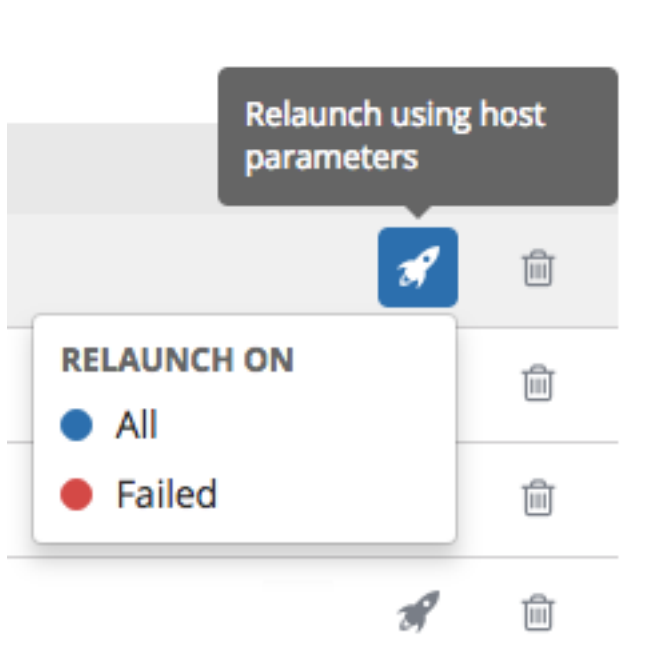 Relaunch using host
parameters
RELAUNCH ON
All
Failed